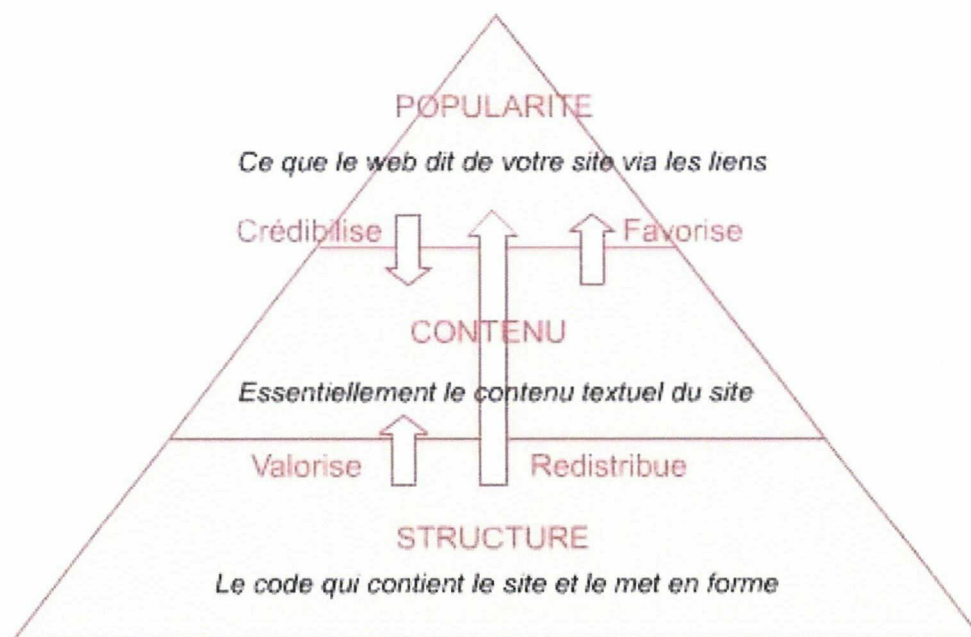 POPULARITE
Ce que le web dit de votre site via les liens
Crédibilise Favorise
CONTENU
Essentiellement le contenu textuel du site
Valorise Redistribue
STRUCTURE
Le code qui contient le site et le met en forme